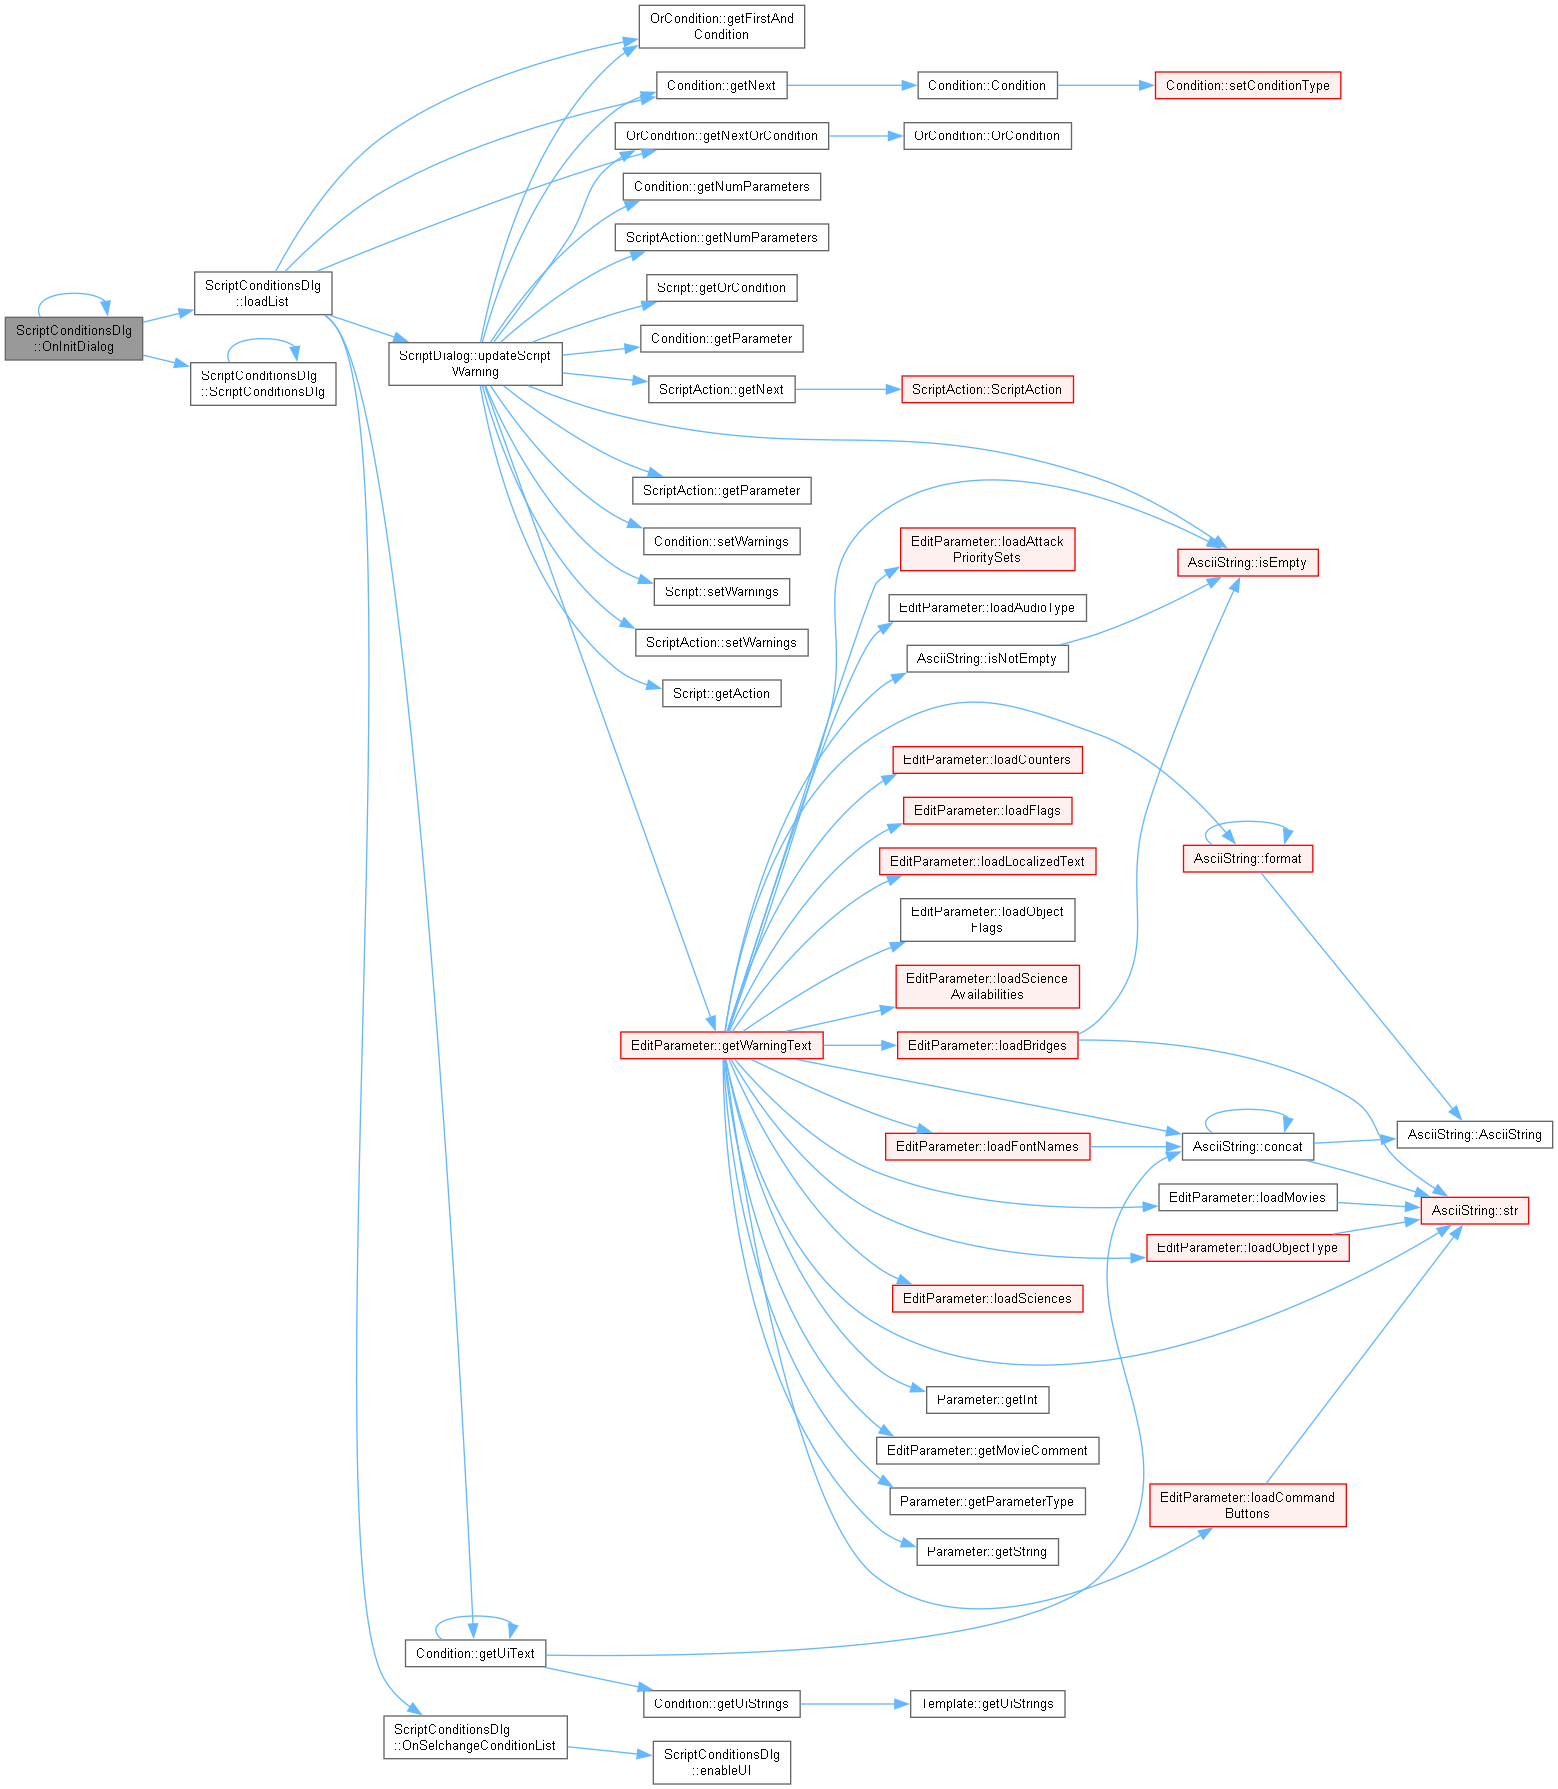 OrCondition::getFirstAnd
Condition
Condition::getNext
Condition::Condition
Condition::setConditionType
OrCondition::getNextOrCondition
OrCondition::OrCondition
Condition::getNumParameters
ScriptAction::getNumParameters
ScriptConditionsDlg
::loadList
Script::getOrCondition
ScriptConditionsDlg
::OnInitDialog
Condition::getParameter
ScriptDialog::updateScript
Warning
ScriptConditionsDlg
::ScriptConditionsDlg
ScriptAction::getNext
ScriptAction::ScriptAction
ScriptAction::getParameter
Condition::setWarnings
EditParameter::loadAttack
PrioritySets
AsciiString::isEmpty
Script::setWarnings
EditParameter::loadAudioType
ScriptAction::setWarnings
AsciiString::isNotEmpty
Script::getAction
EditParameter::loadCounters
EditParameter::loadFlags
EditParameter::loadLocalizedText
AsciiString::format
EditParameter::loadObject
Flags
EditParameter::loadScience
Availabilities
EditParameter::getWarningText
EditParameter::loadBridges
AsciiString::AsciiString
EditParameter::loadFontNames
AsciiString::concat
EditParameter::loadMovies
AsciiString::str
EditParameter::loadObjectType
EditParameter::loadSciences
Parameter::getInt
EditParameter::getMovieComment
Parameter::getParameterType
EditParameter::loadCommand
Buttons
Parameter::getString
Condition::getUiText
Condition::getUiStrings
Template::getUiStrings
ScriptConditionsDlg
::OnSelchangeConditionList
ScriptConditionsDlg
::enableUI